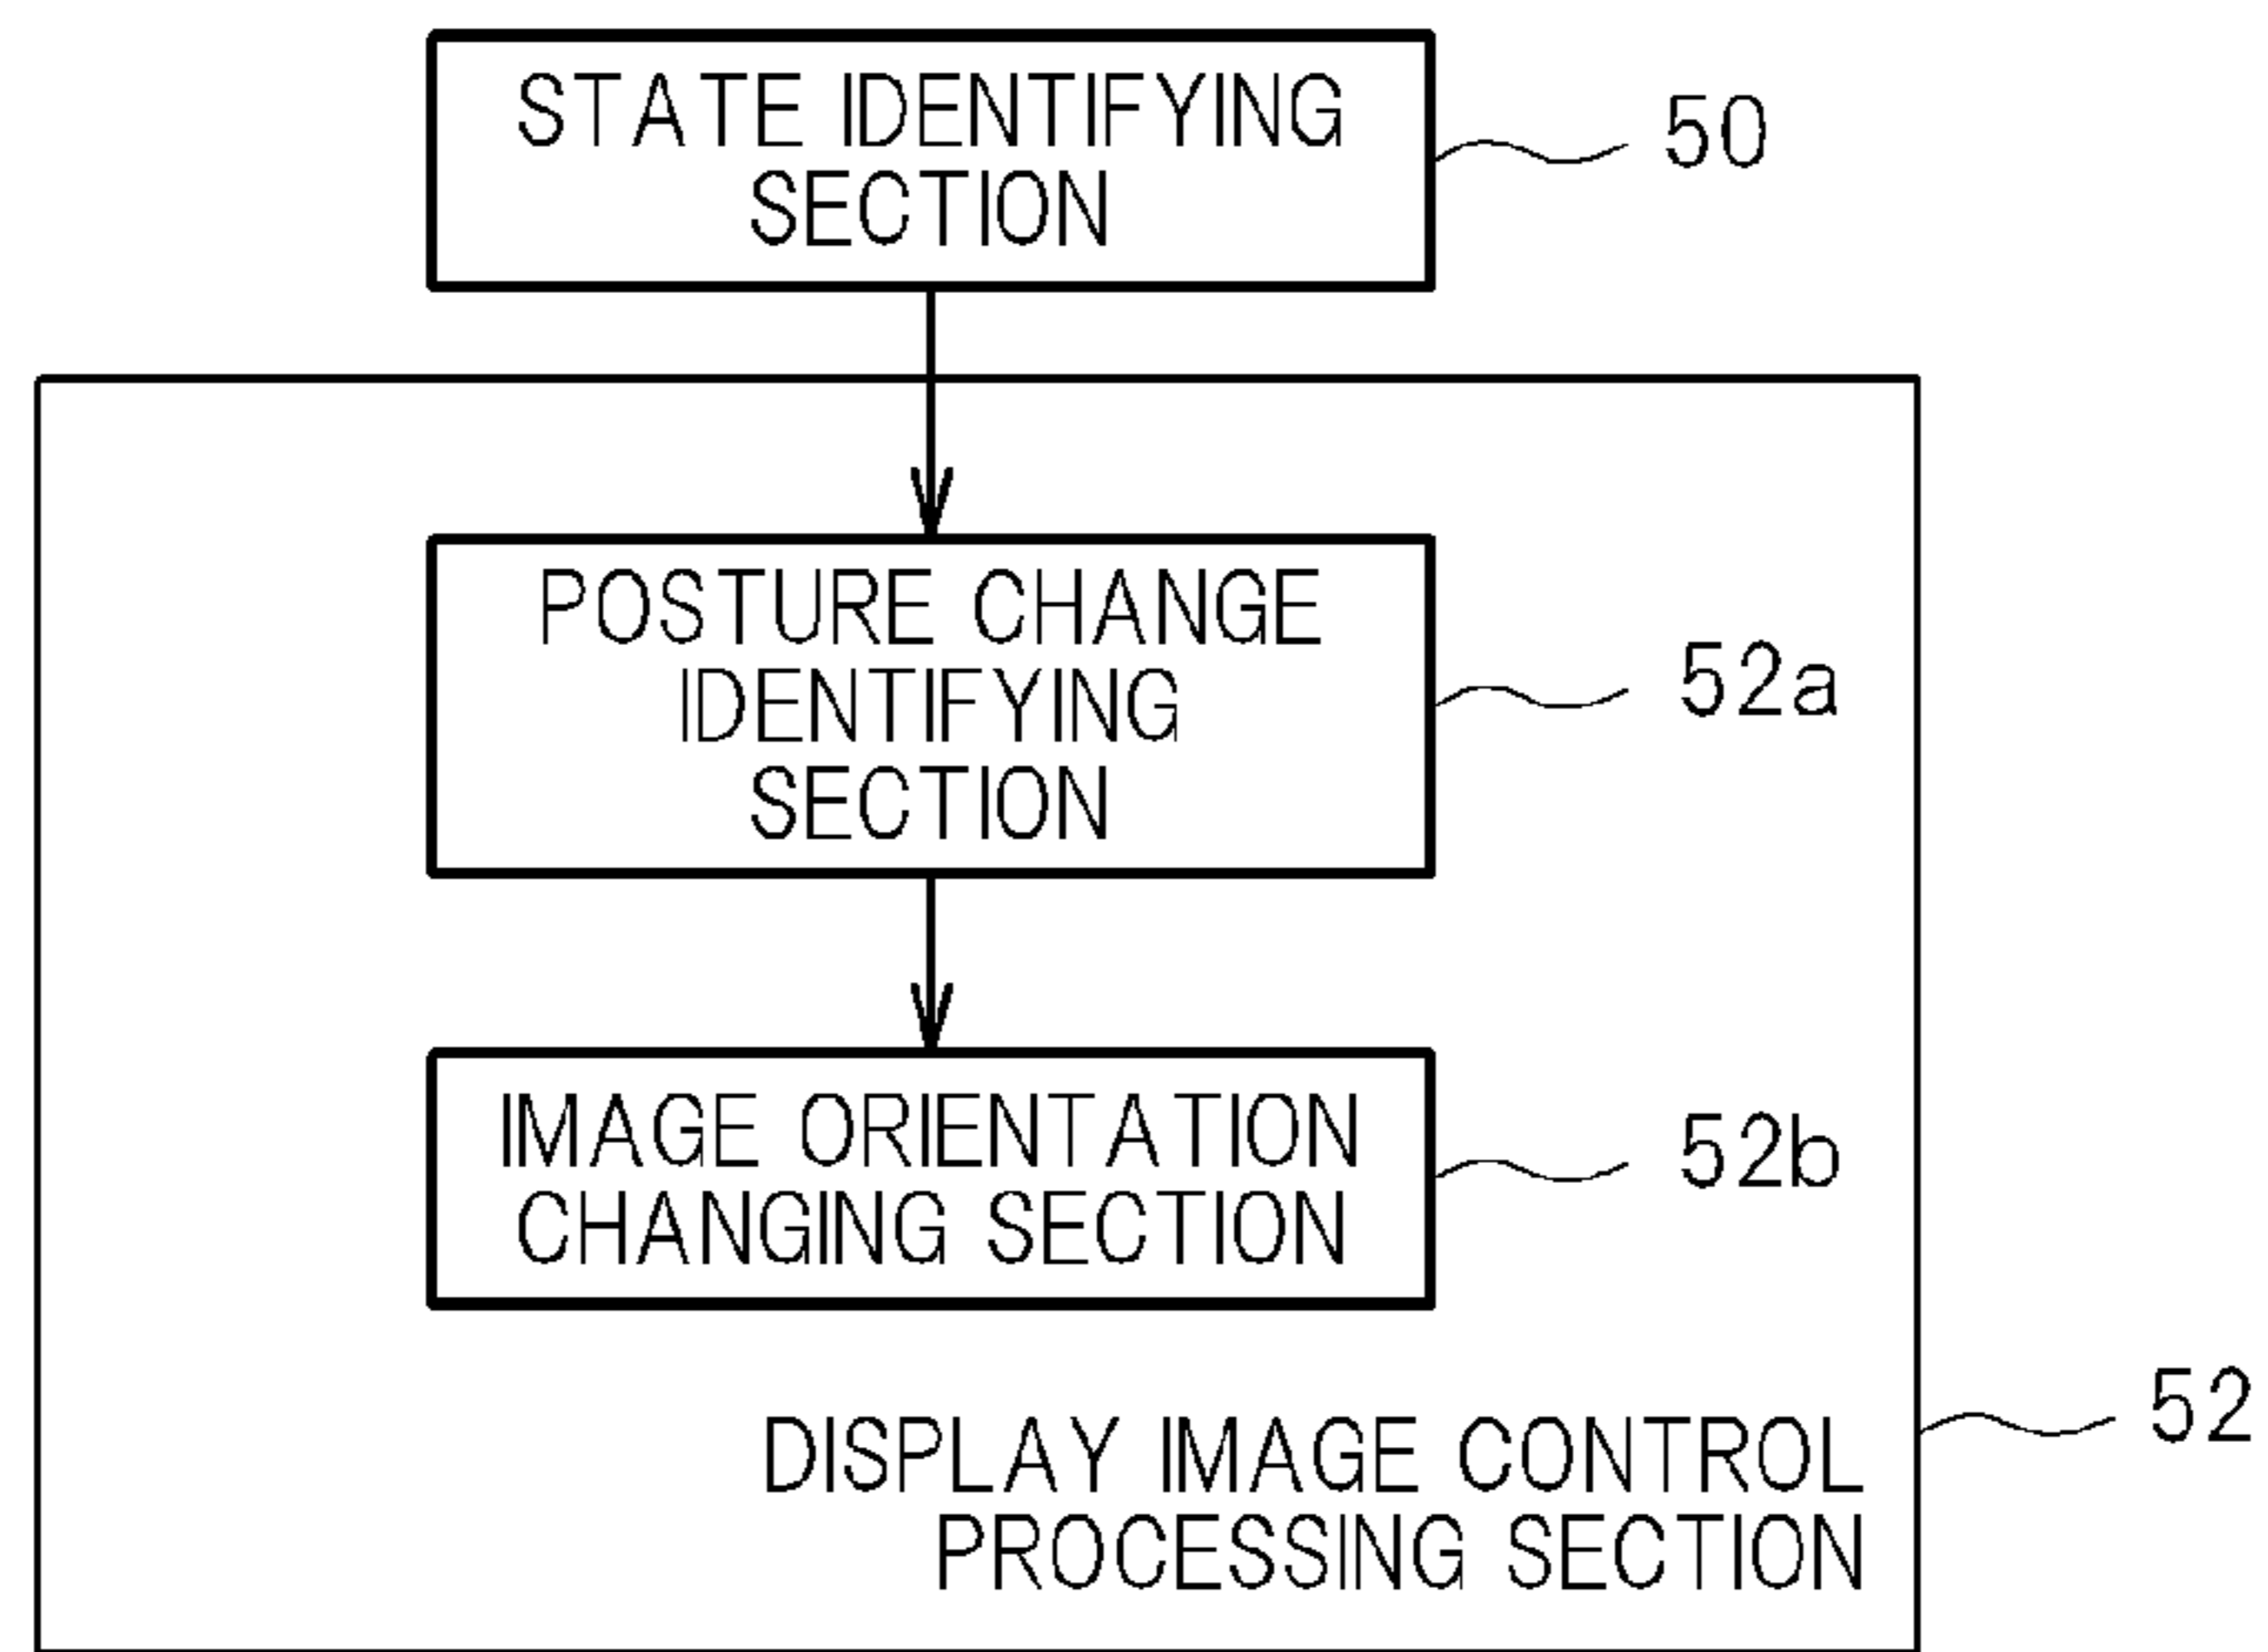 STATE IDENTIFYING
SECTION
50
POSTURE CHANGE
IDENTIFYING
SECTION
52a
IMAGE ORIENTATION
CHANGING SECTION
52b
DISPLAY IMAGE CONTROL
PROCESSING SECTION
52